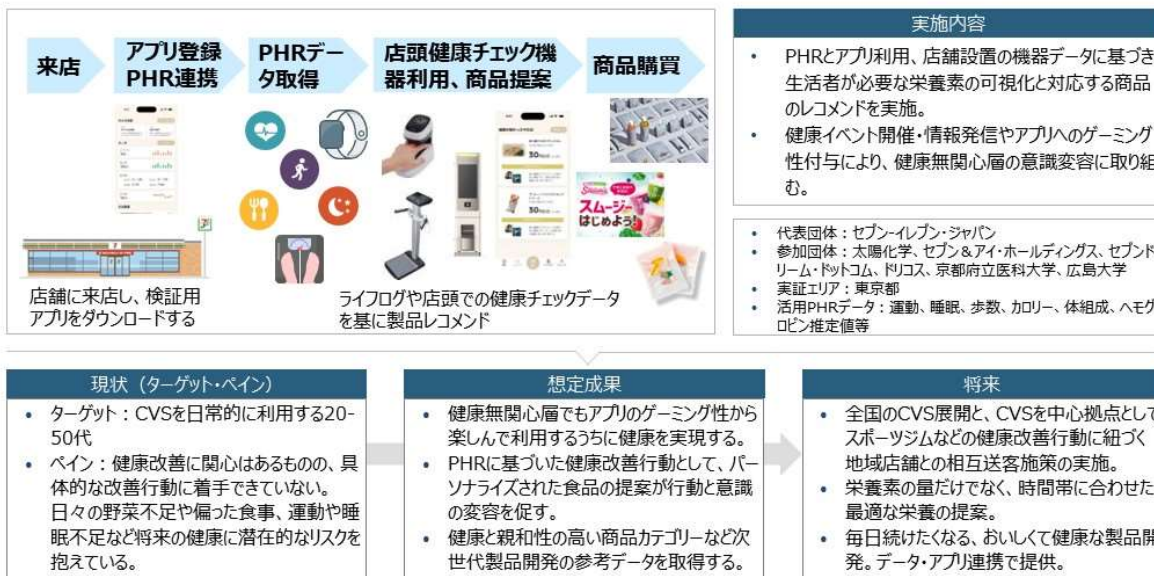 来店
アプリ登録
PHR連携
PHRデー
タ取得
店頭健康チェック機
器利用、商品提案
商品購買
スムージー
はじめよう!
店舗に来店し、検証用
アプリをダウンロードする
ライフログや店頭での健康チェックデータ
を基に製品レコメンド
実施内容
• PHRとアプリ利用、店舗設置の機器データに基づき
生活者が必要な栄養素の可視化と対応する商品
のレコメンドを実施。
• 健康イベント開催・情報発信やアプリへのゲーミング
性付与により、健康無関心層の意識変容に取り組
む。
• 代表団体:セブン-イレブン・ジャパン
• 参加団体:太陽化学、セブン&アイ・ホールディングス、セブンド
リーム・ドットコム、ドリコス、京都府立医科大学、広島大学
• 実証エリア:東京都
• 活用PHRデータ:運動、睡眠、歩数、カロリー、体組成、ヘモグ
ロビン推定値等
現状(ターゲット・ペイン)
• ターゲット:CVSを日常的に利用する20-
50代
• ペイン:健康改善に関心はあるものの、具
体的な改善行動に着手できていない。
日々の野菜不足や偏った食事、運動や睡
眠不足など将来の健康に潜在的なリスクを
抱えている。
想定成果
• 健康無関心層でもアプリのゲーミング性から
楽しんで利用するうちに健康を実現する。
• PHRに基づいた健康改善行動として、パー
ソナライズされた食品の提案が行動と意識
の変容を促す。
• 健康と親和性の高い商品カテゴリーなど次
世代製品開発の参考データを取得する。
将来
• 全国のCVS展開と、CVSを中心拠点として
スポーツジムなどの健康改善行動に紐づく
地域店舗との相互送客施策の実施。
• 栄養素の量だけでなく、時間帯に合わせた
最適な栄養の提案。
• 毎日続けたくなる、おいしくて健康な製品開
発。データ・アプリ連携で提供。